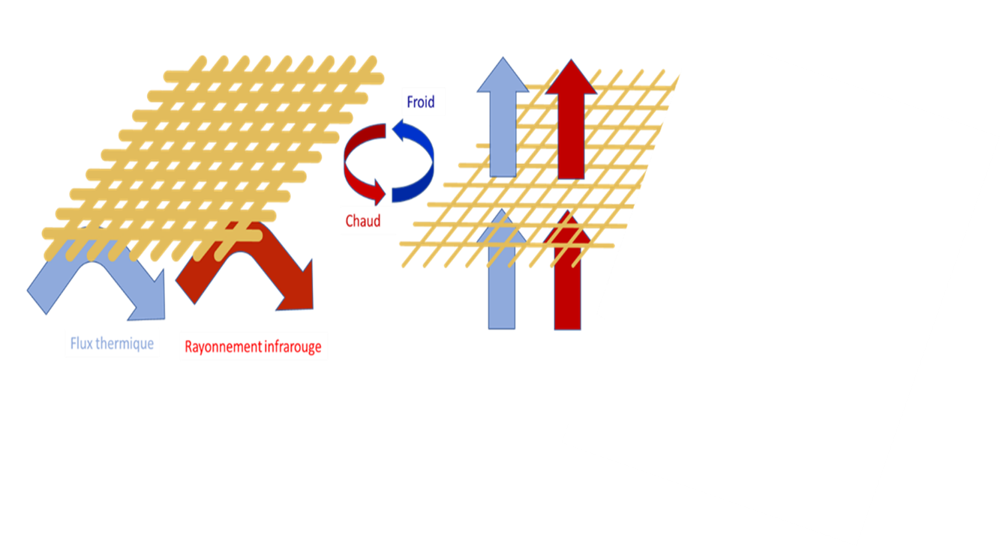 Froid
Chaud
Flux thermique
Rayonnement infrarouge